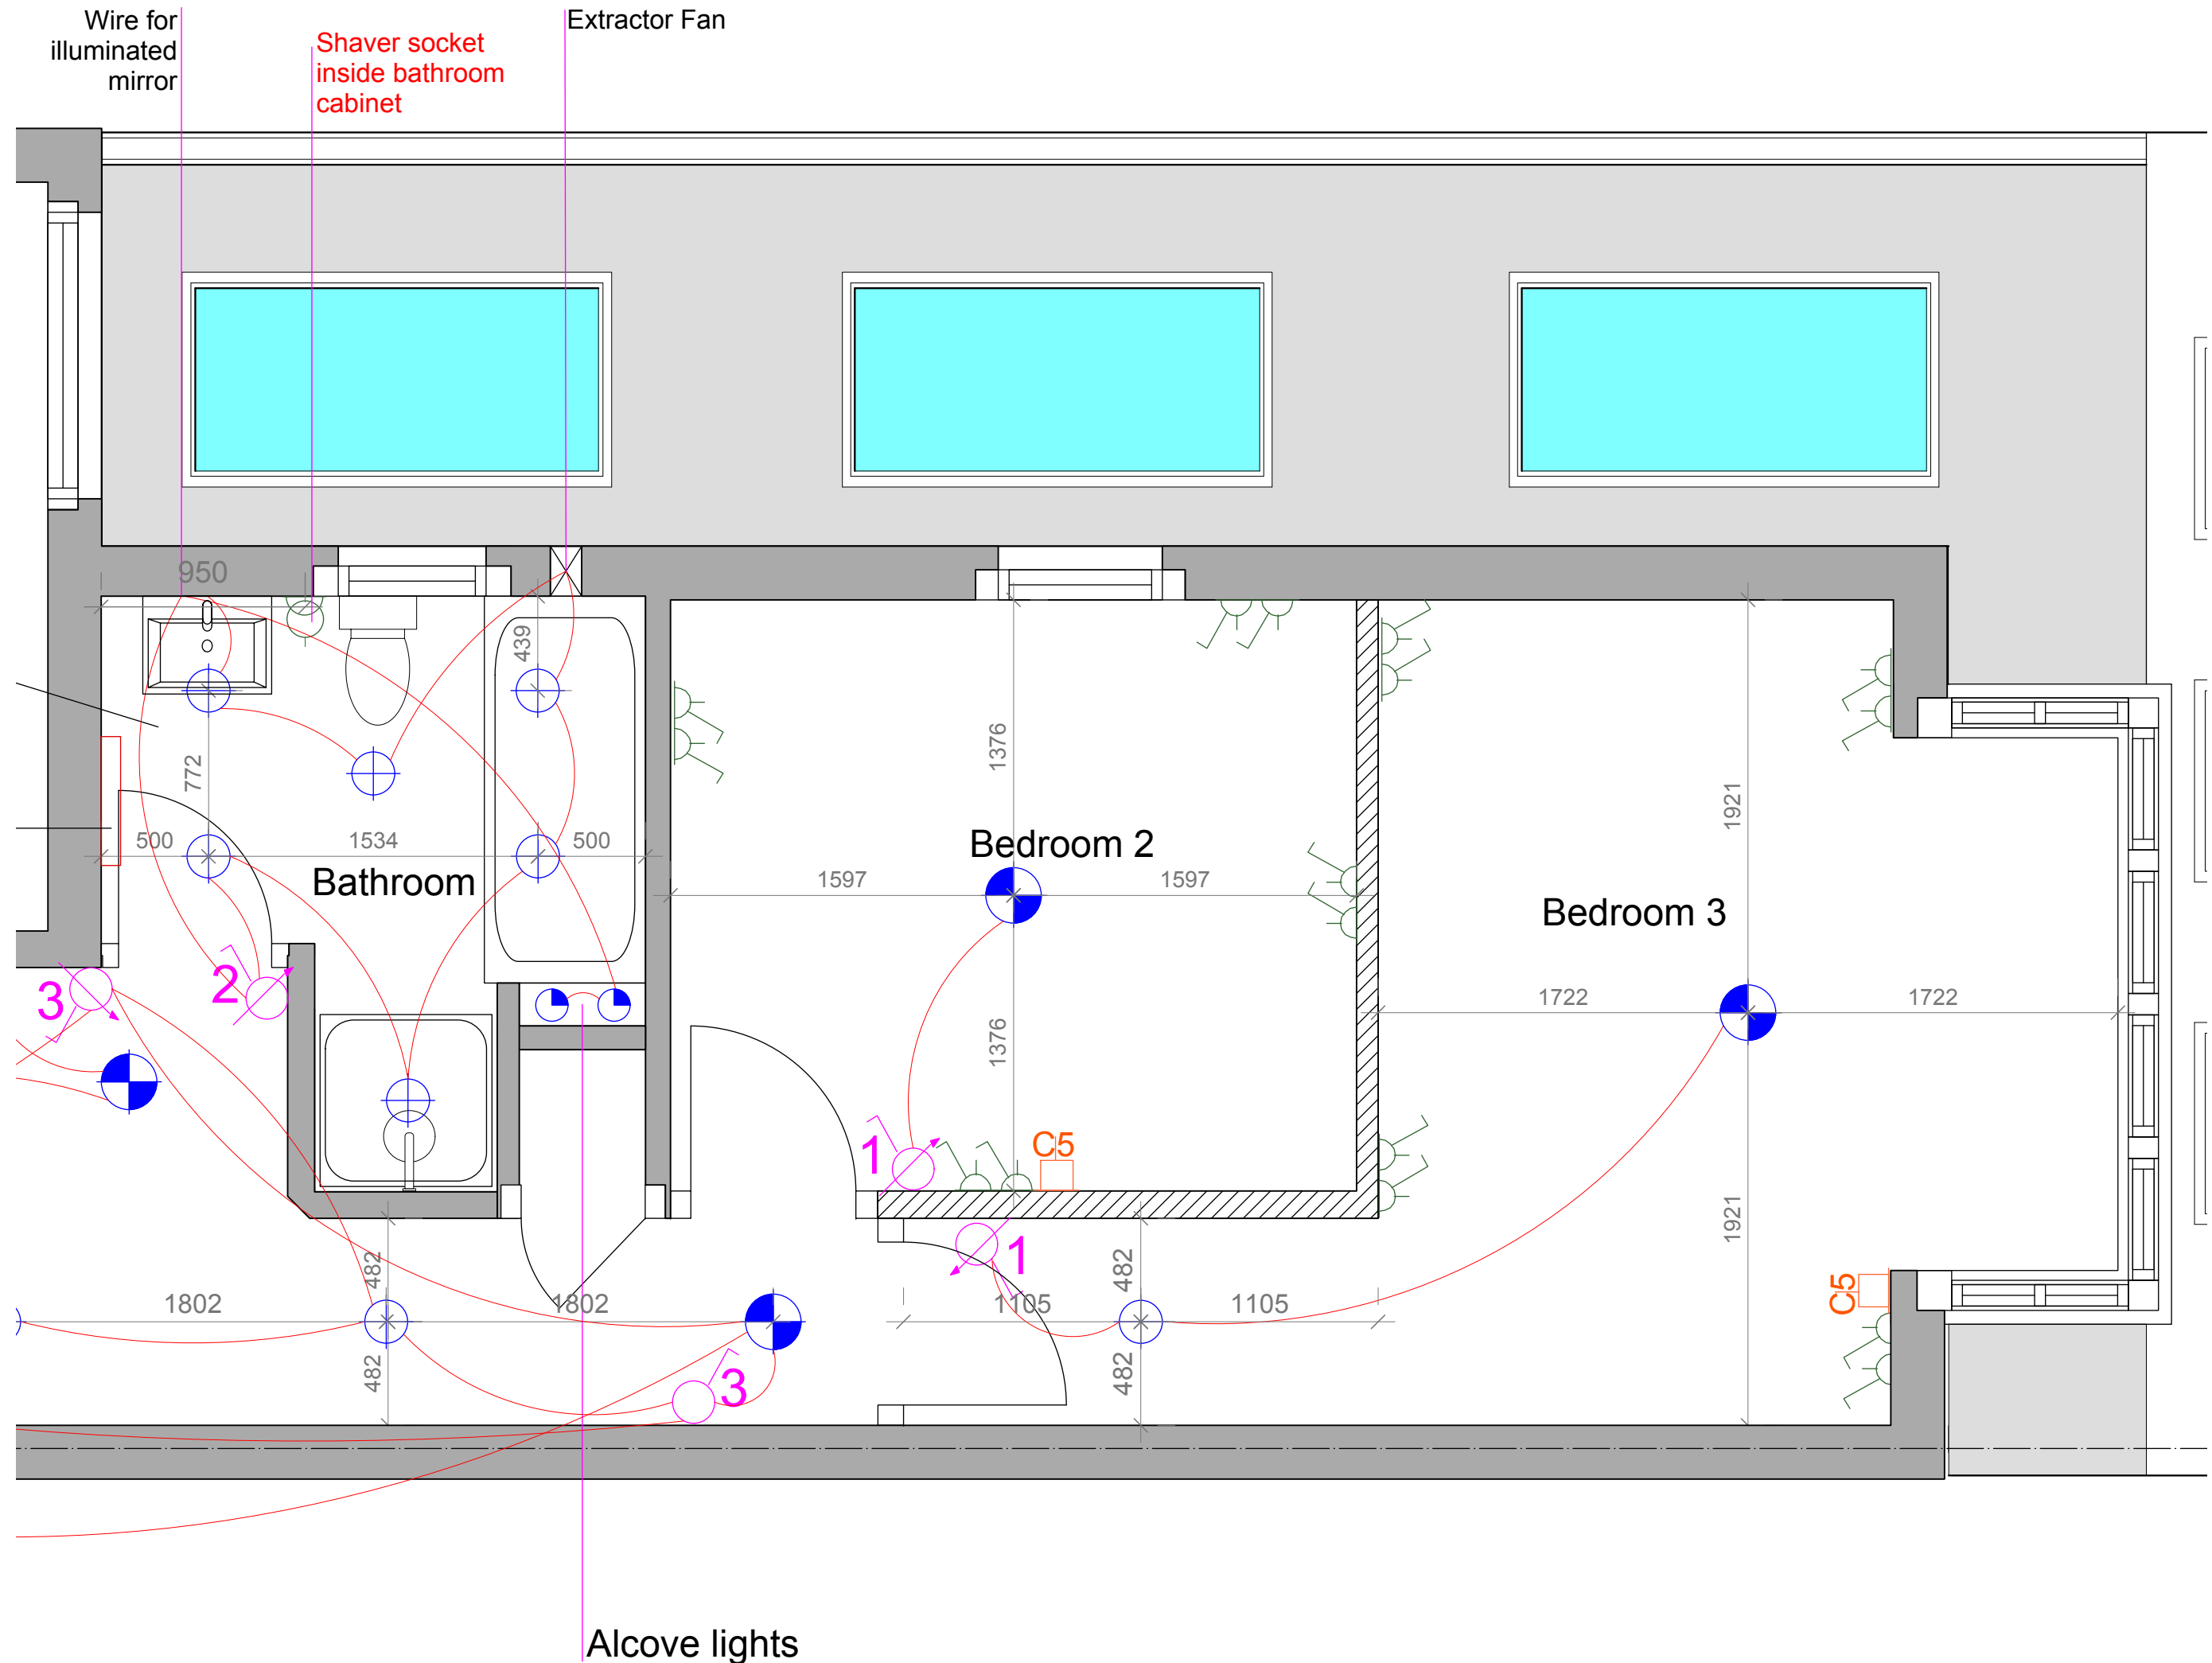 Wire for
illuminated
mirror
Shaver socket
inside bathroom
cabinet
Extractor Fan
950
439
772
500
1534
500
Bathroom
1376
Bedroom 2
1597
1597
1376
1921
Bedroom 3
1722
1722
1921
3
2
1
C5
1
C5
482
482
1802
1802
1105
1105
482
482
3
Alcove lights